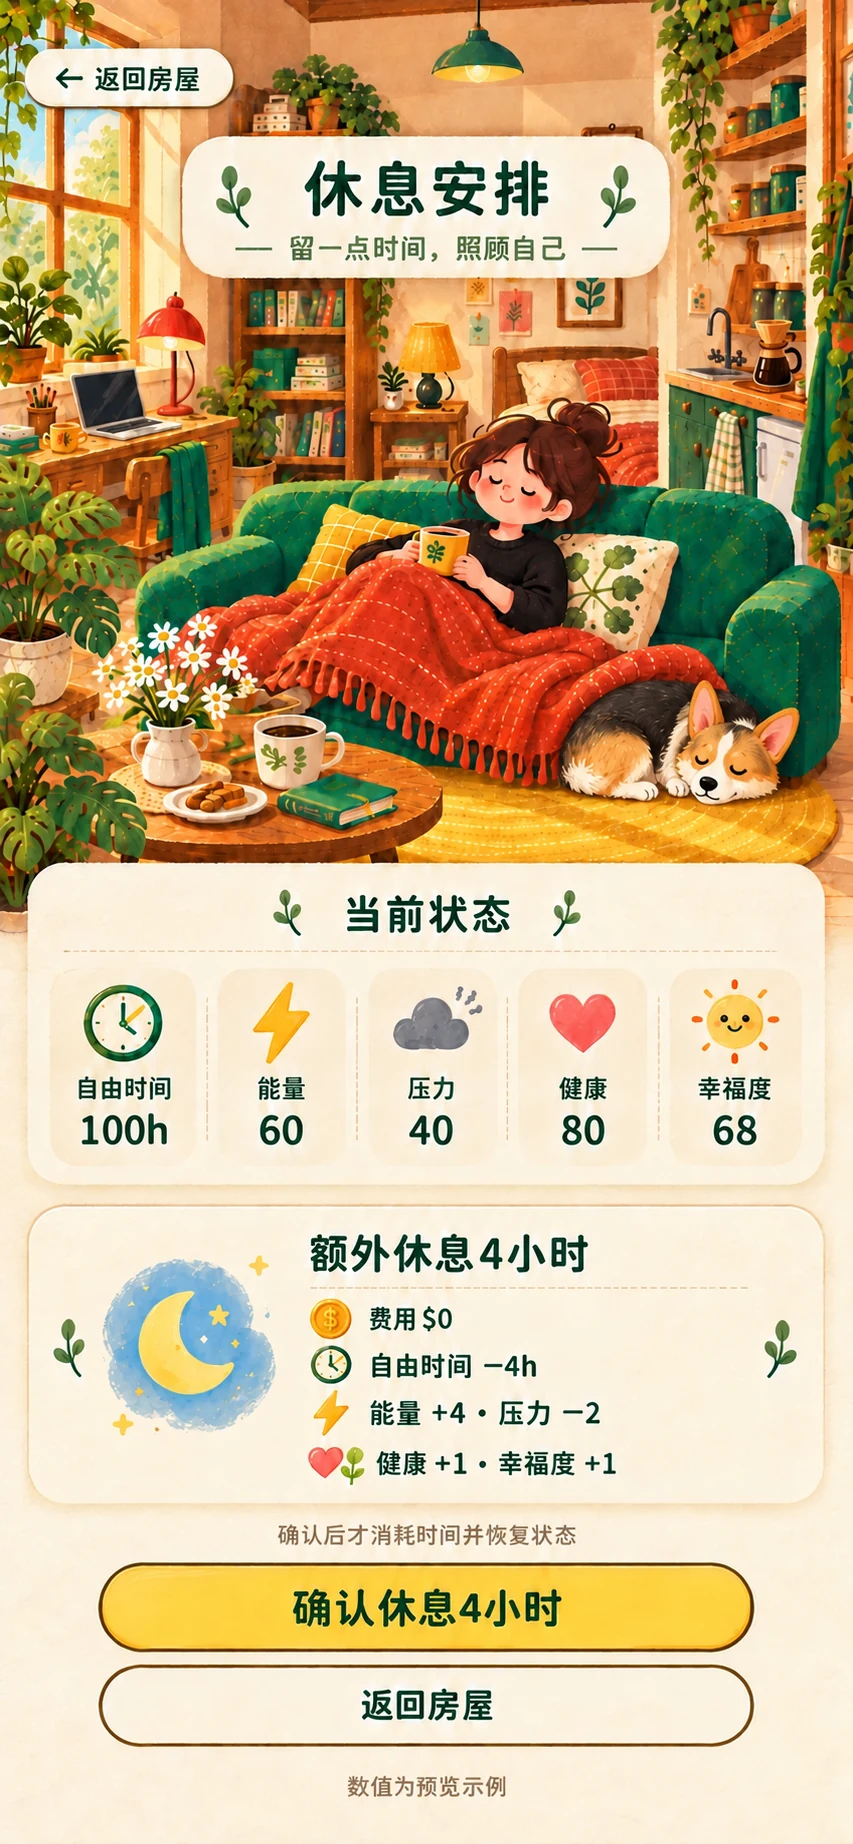 ← 返回房屋
休息安排
— 留一点时间，照顾自己 —
当前状态
自由时间
100h
能量
60
压力
40
健康
80
幸福度
68
额外休息4小时
费用 $0
自由时间 −4h
能量 +4 · 压力 −2
健康 +1 · 幸福度 +1
确认后才消耗时间并恢复状态
确认休息4小时
返回房屋
数值为预览示例